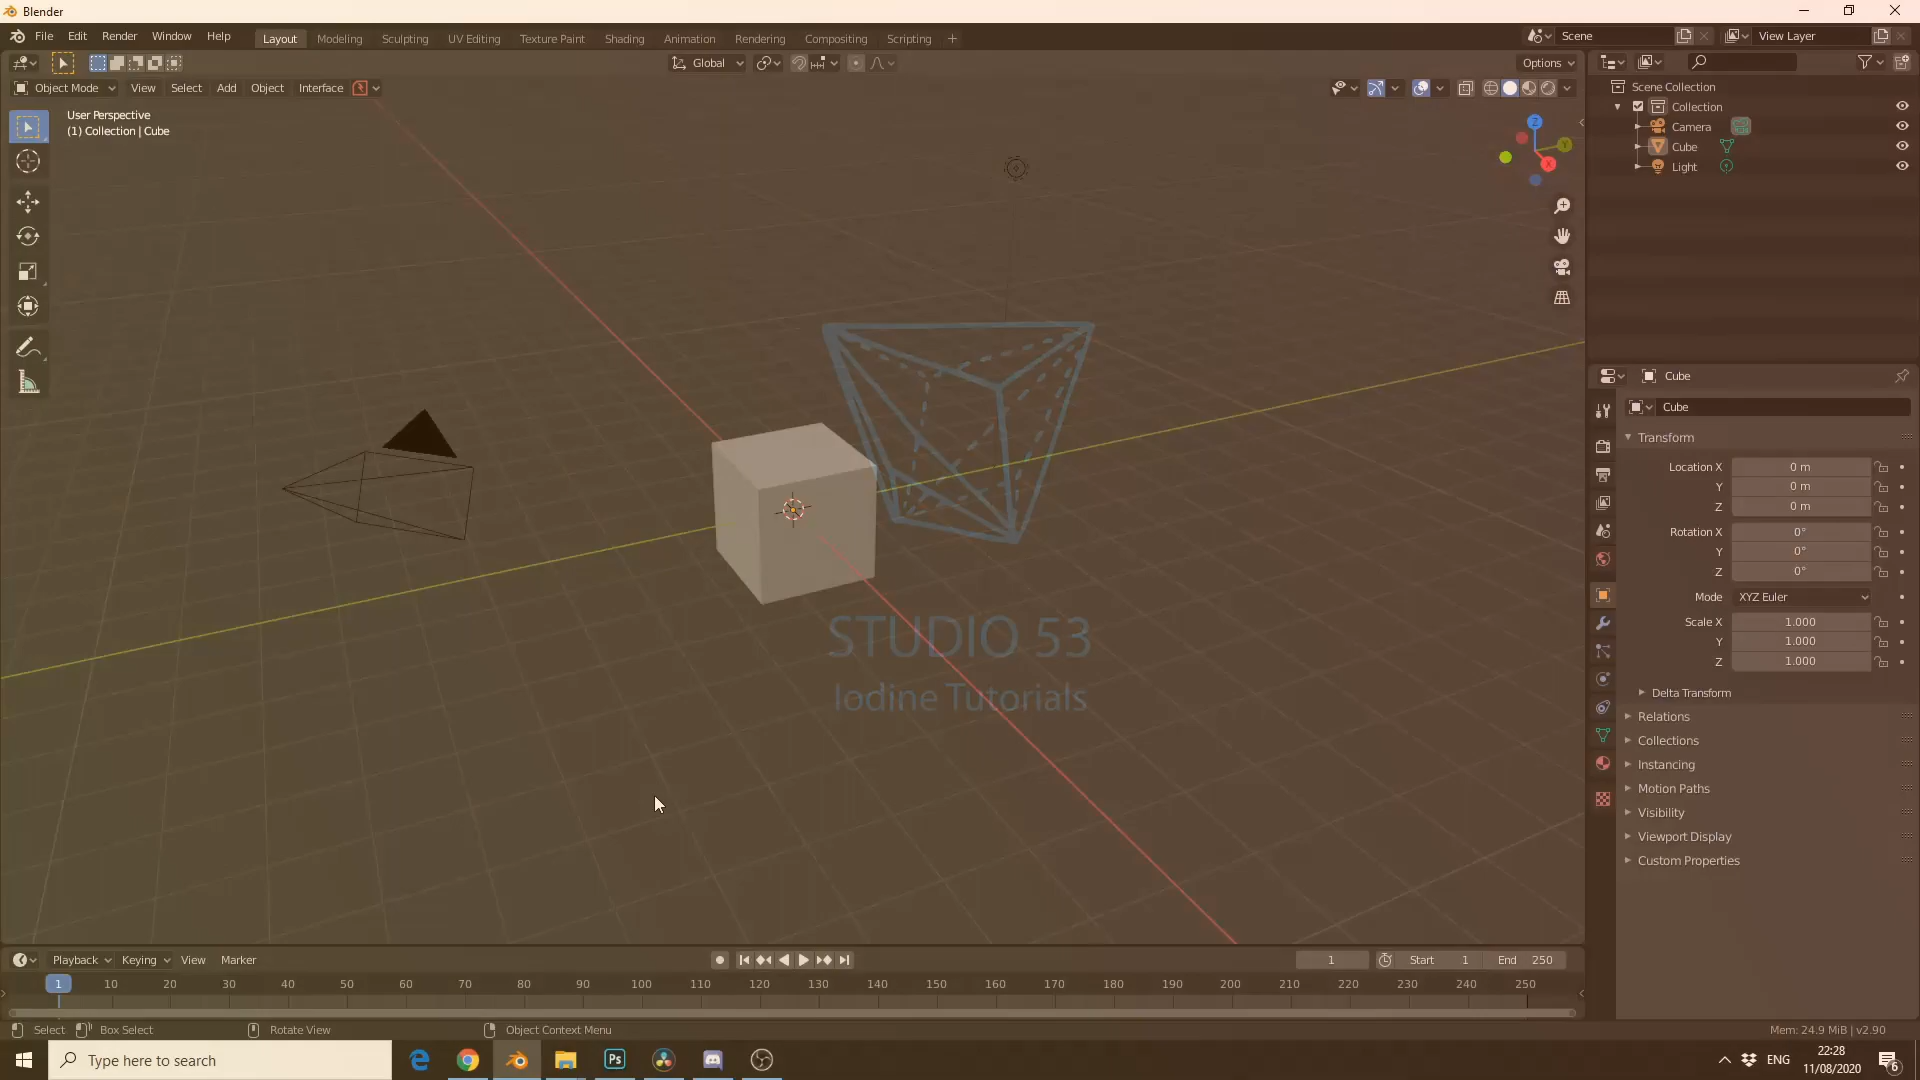 Blender
File Edit Render Window Help Layout Modeling Sculpting UV Editing Texture Paint Shading Animation Rendering Compositing Scripting + Scene View Layer
Global Options
Object Mode View Select Add Object Interface
User Perspective
(1) Collection | Cube
Z
Y
X
Scene Collection
Collection
Camera
Cube
Light
Cube
Cube
Transform
Location X 0 m
Y 0 m
Z 0 m
Rotation X 0°
Y 0°
Z 0°
Mode XYZ Euler
Scale X 1.000
Y 1.000
Z 1.000
Delta Transform
Relations
Collections
Instancing
Motion Paths
Visibility
Viewport Display
Custom Properties
STUDIO 53
Iodine Tutorials
Playback Keying View Marker 1 Start 1 End 250
1 10 20 30 40 50 60 70 80 90 100 110 120 130 140 150 160 170 180 190 200 210 220 230 240 250
Select Box Select Rotate View Object Context Menu Mem: 24.9 MiB | v2.90
Type here to search Ps ENG 22:28
11/08/2020 6